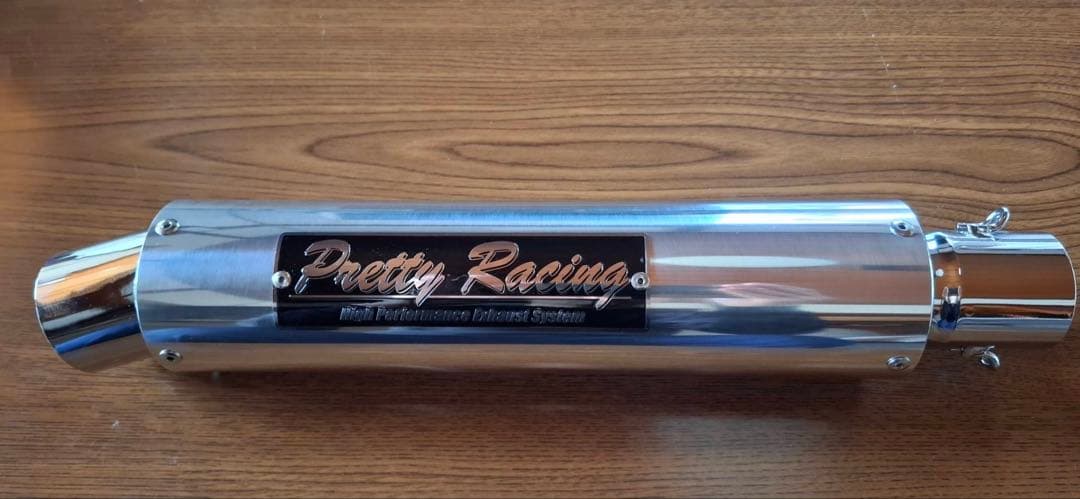 Pretty Racing
High Performance Exhaust System